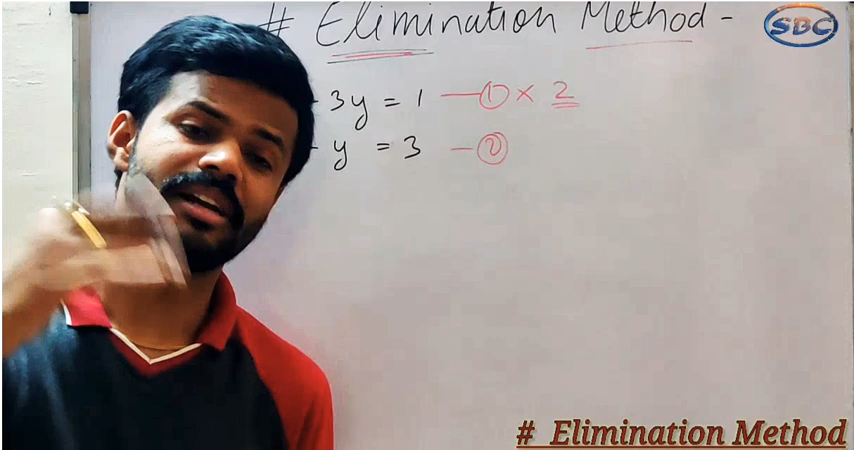 # Elimination Method -
SBC
- 3y = 1 — ① × 2
- y = 3 — ②
# Elimination Method